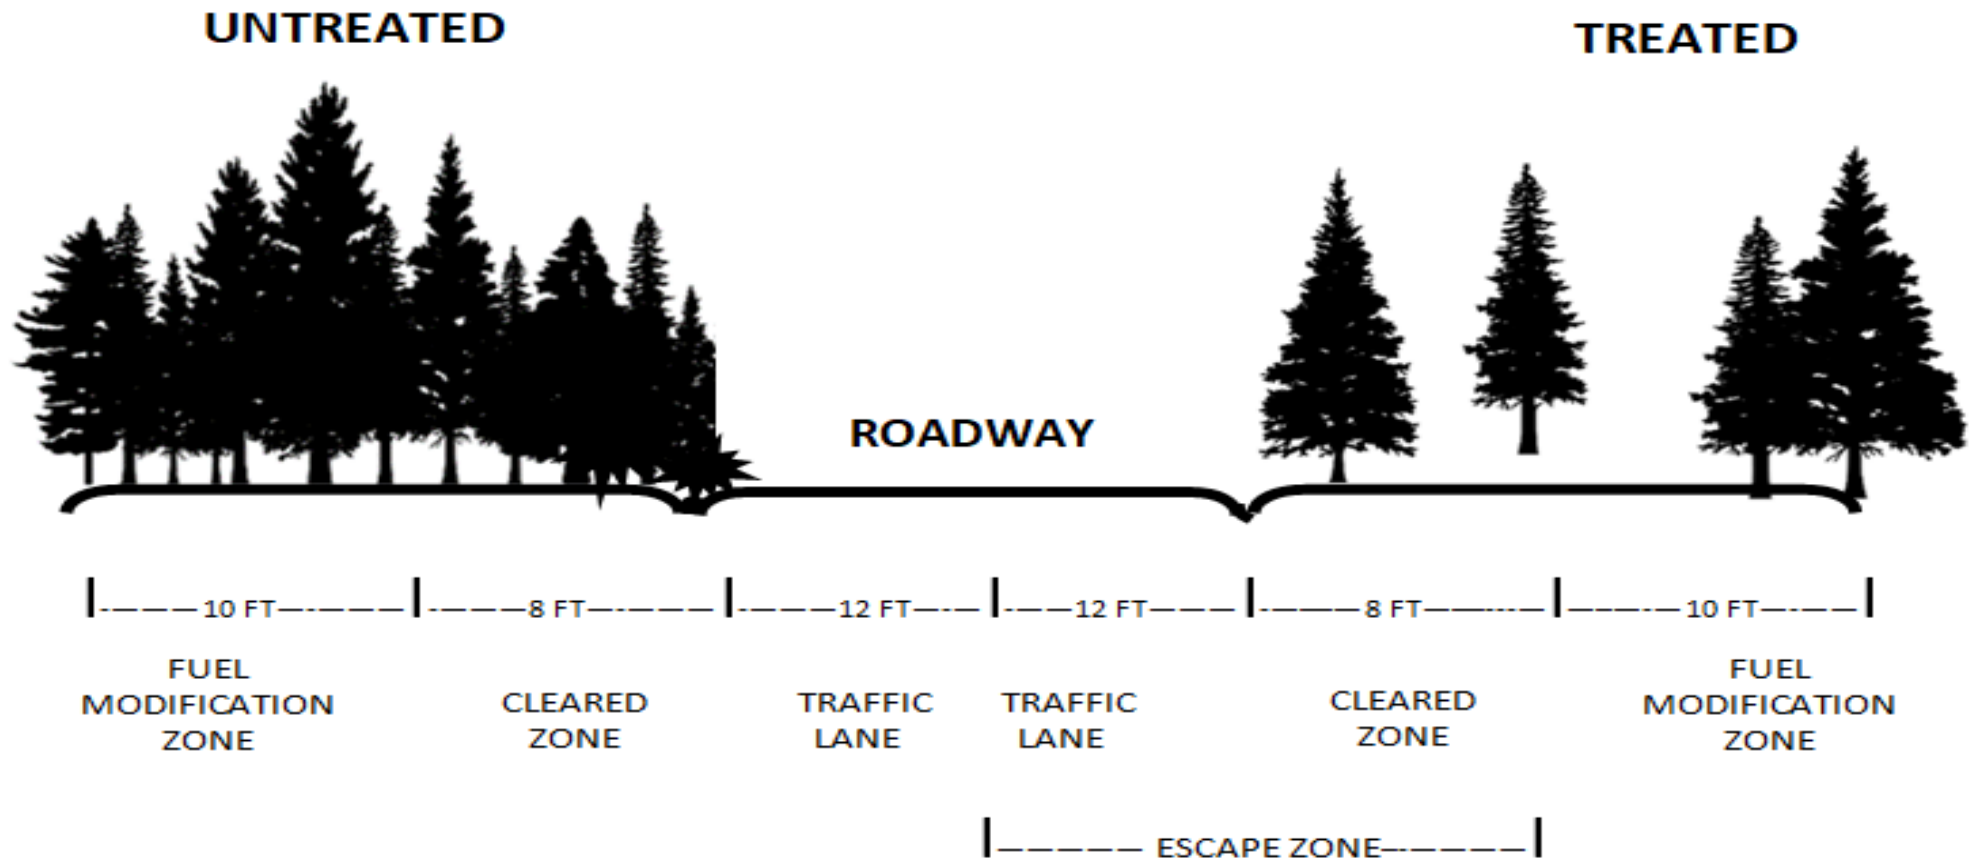 UNTREATED
TREATED
ROADWAY
10 FT
8 FT
12 FT
12 FT
8 FT
10 FT
FUEL
MODIFICATION
ZONE
CLEARED
ZONE
TRAFFIC
LANE
TRAFFIC
LANE
CLEARED
ZONE
FUEL
MODIFICATION
ZONE
ESCAPE ZONE